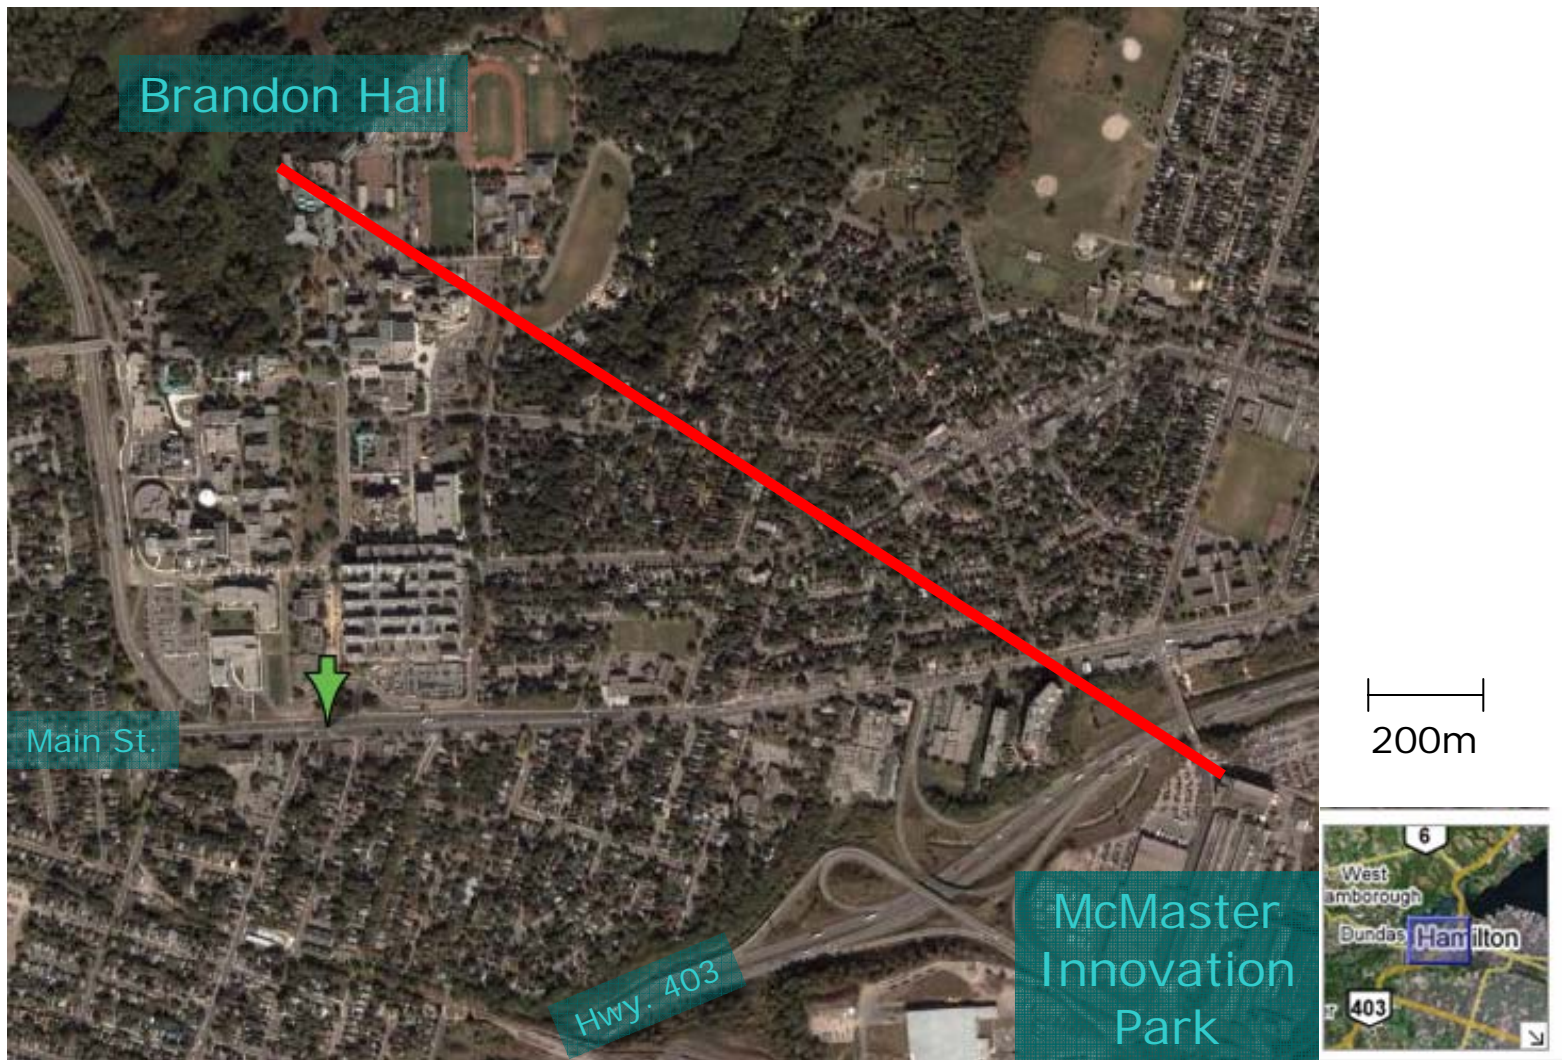 Brandon Hall
Main St.
200m
Hwy. 403
McMaster
Innovation
Park
6
West
amborough
Dundas
Hamilton
r
403